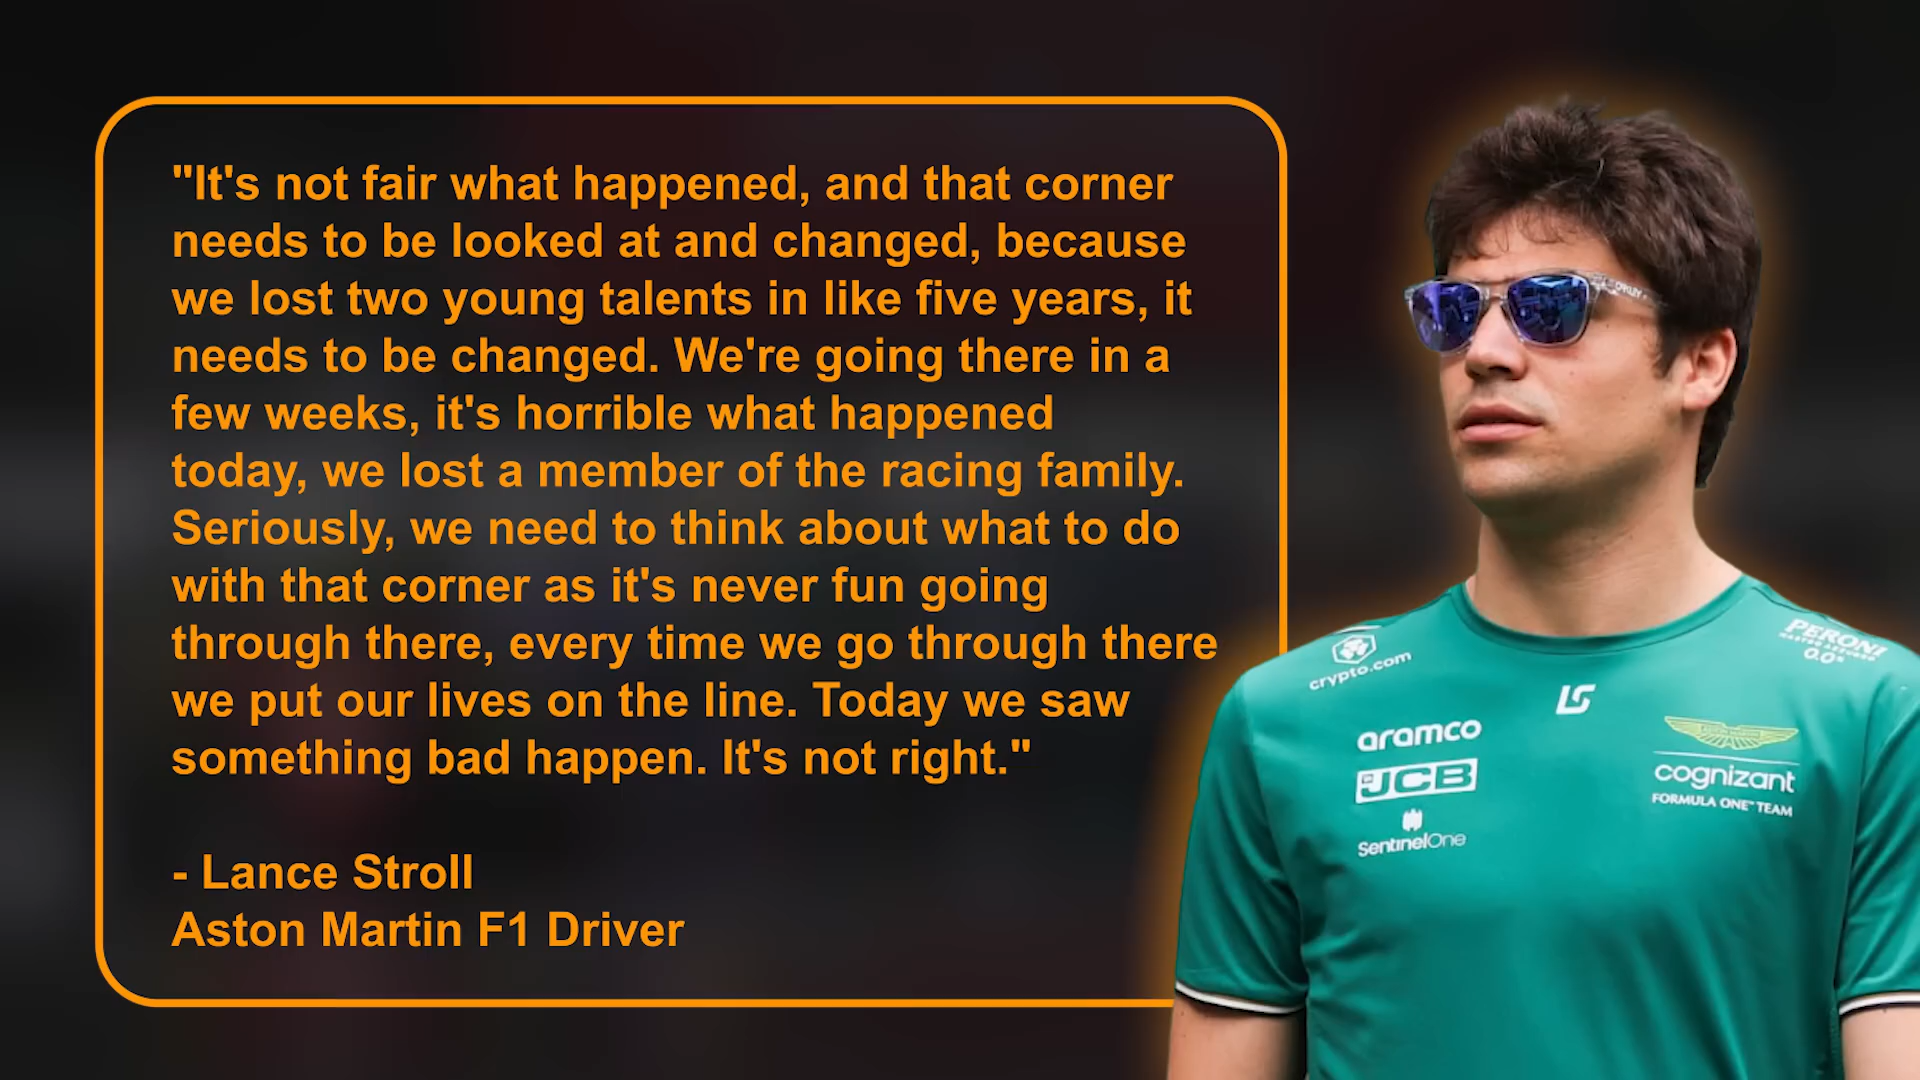 "It's not fair what happened, and that corner
needs to be looked at and changed, because
we lost two young talents in like five years, it
needs to be changed. We're going there in a
few weeks, it's horrible what happened
today, we lost a member of the racing family.
Seriously, we need to think about what to do
with that corner as it's never fun going
through there, every time we go through there
we put our lives on the line. Today we saw
something bad happen. It's not right."
- Lance Stroll
Aston Martin F1 Driver
OAKLEY
crypto.com
PERONI
0.0%
LS
aramco
JCB
SentinelOne
cognizant
FORMULA ONE™ TEAM